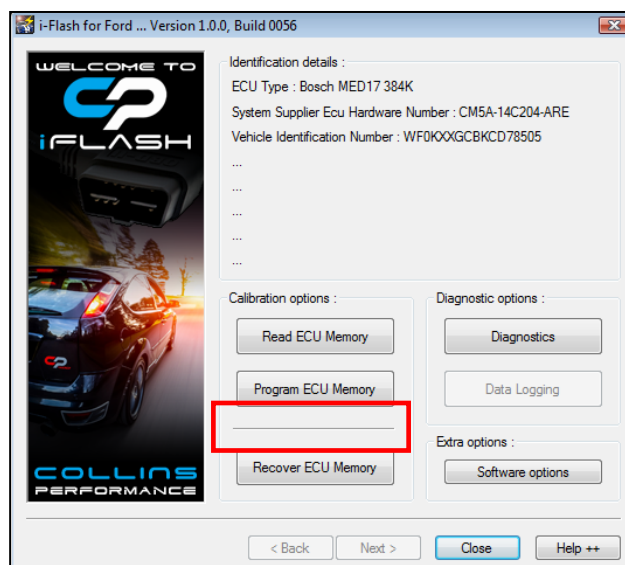 i-Flash for Ford ... Version 1.0.0, Build 0056
WELCOME TO
CP
iFLASH
COLLINS
PERFORMANCE
Identification details :
ECU Type : Bosch MED17 384K
System Supplier Ecu Hardware Number : CM5A-14C204-ARE
Vehicle Identification Number : WF0KXXGCBKCD78505
...
...
...
...
...
Calibration options :
Read ECU Memory
Program ECU Memory
Recover ECU Memory
Diagnostic options :
Diagnostics
Data Logging
Extra options :
Software options
< Back
Next >
Close
Help ++